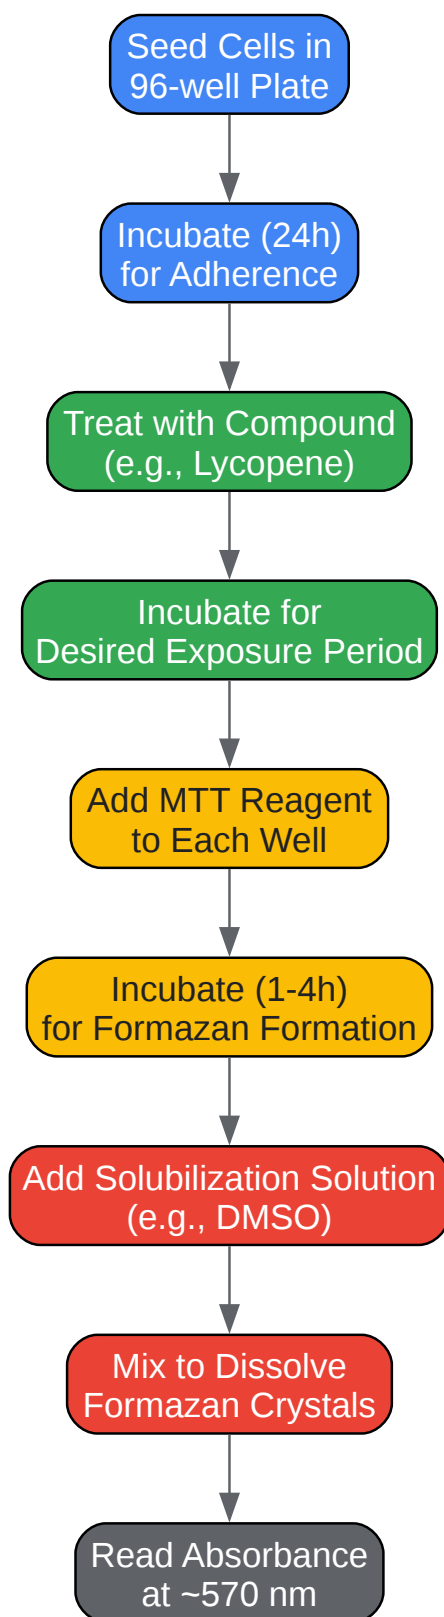 Seed Cells in
96-well Plate
Incubate (24h)
for Adherence
Treat with Compound
(e.g., Lycopene)
Incubate for
Desired Exposure Period
Add MTT Reagent
to Each Well
Incubate (1-4h)
for Formazan Formation
Add Solubilization Solution
(e.g., DMSO)
Mix to Dissolve
Formazan Crystals
Read Absorbance
at ~570 nm